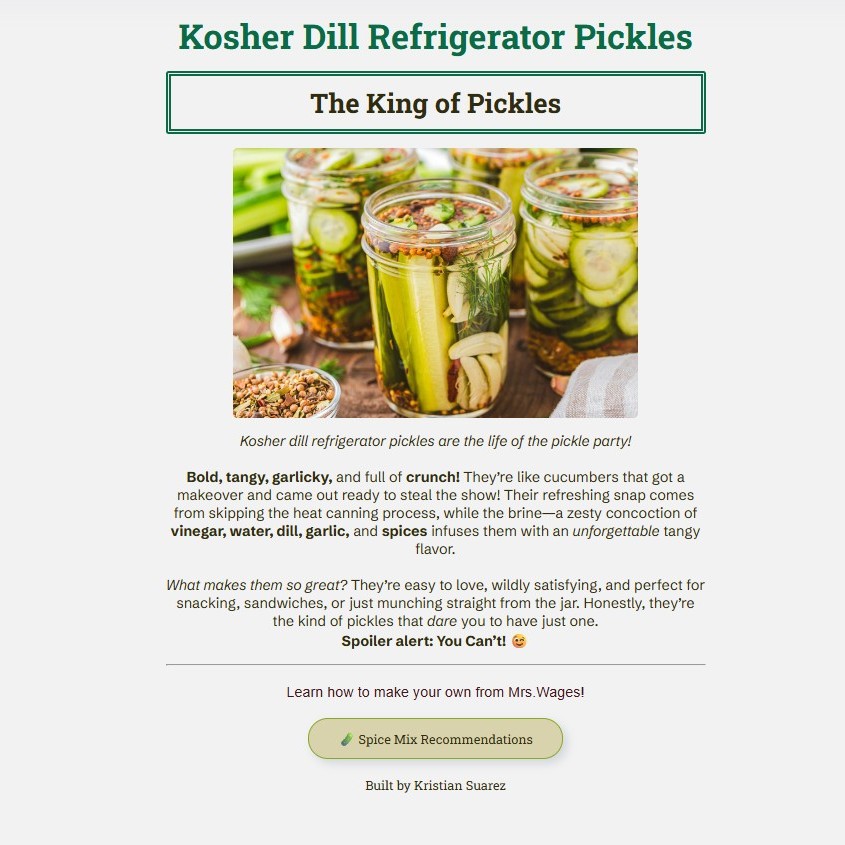 Kosher Dill Refrigerator Pickles
The King of Pickles
Kosher dill refrigerator pickles are the life of the pickle party!
Bold, tangy, garlicky, and full of crunch! They’re like cucumbers that got a
makeover and came out ready to steal the show! Their refreshing snap comes
from skipping the heat canning process, while the brine—a zesty concoction of
vinegar, water, dill, garlic, and spices infuses them with an unforgettable tangy
flavor.
What makes them so great? They’re easy to love, wildly satisfying, and perfect for
snacking, sandwiches, or just munching straight from the jar. Honestly, they’re
the kind of pickles that dare you to have just one.
Spoiler alert: You Can’t! 😉
Learn how to make your own from Mrs.Wages!
🥒 Spice Mix Recommendations
Built by Kristian Suarez